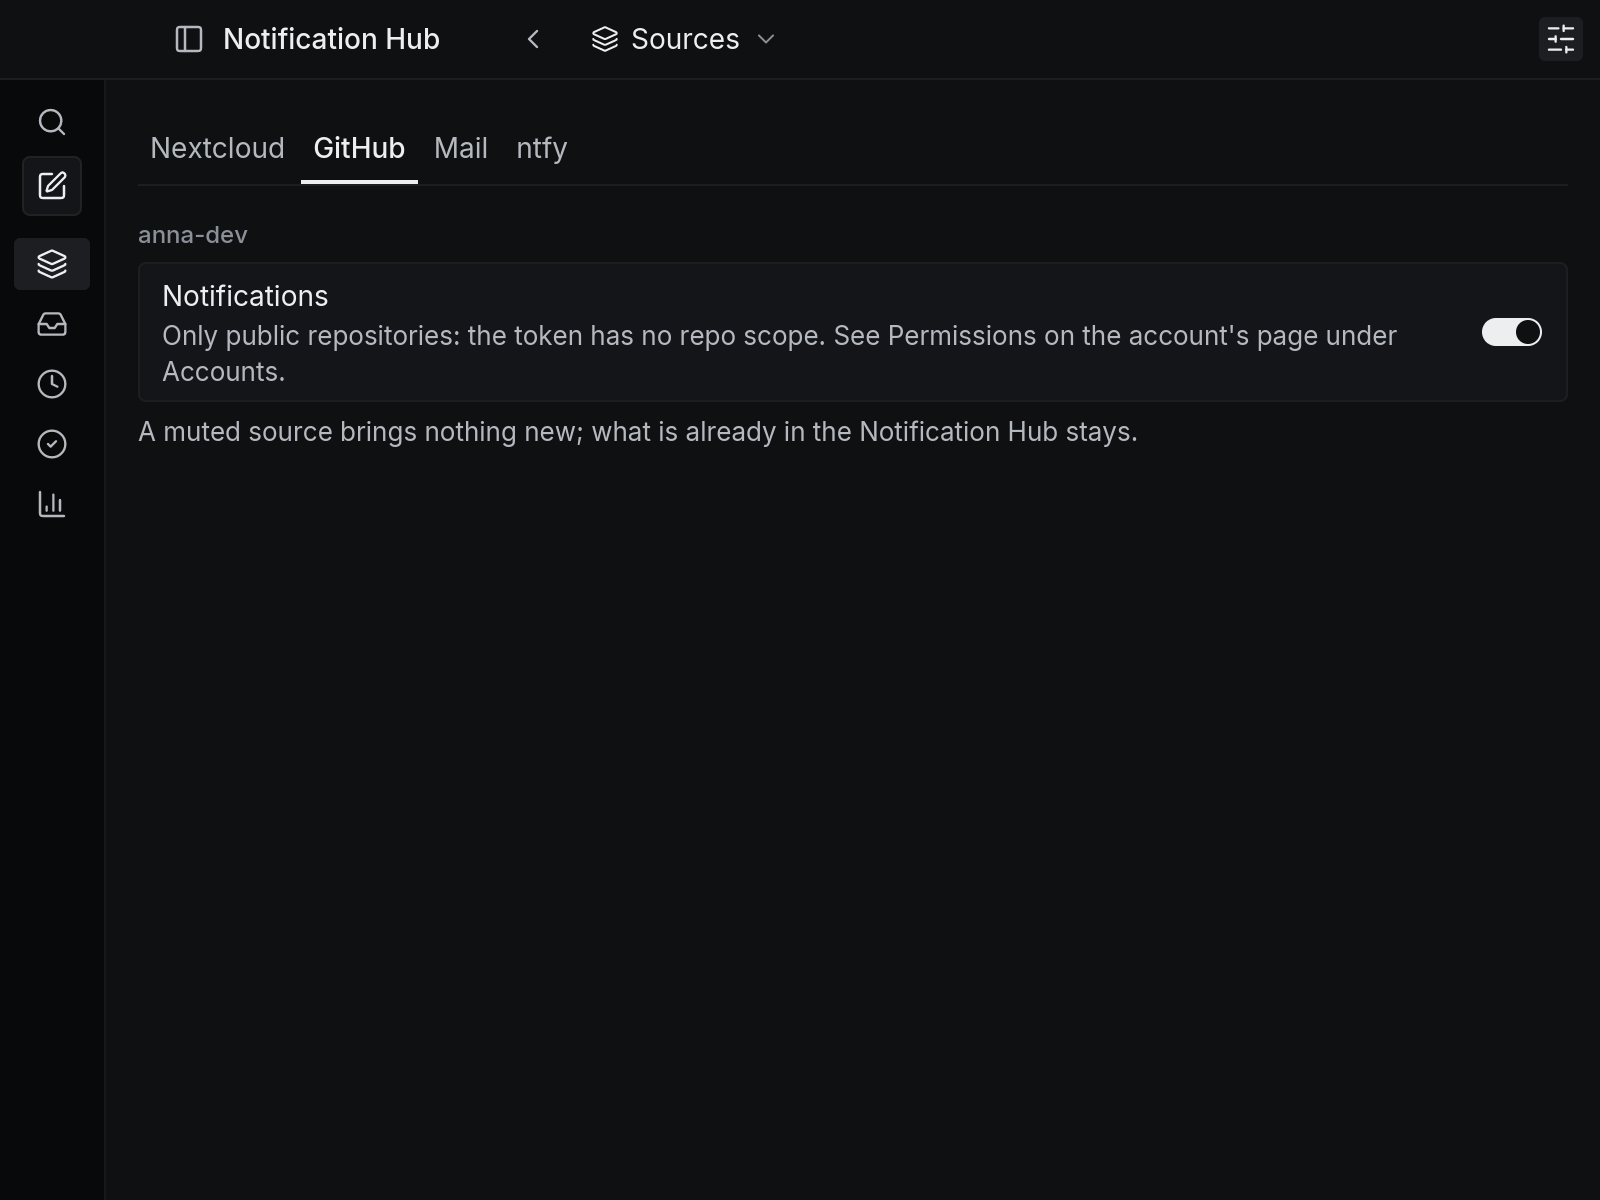 Notification Hub
Sources
Nextcloud GitHub Mail ntfy
anna-dev
Notifications
Only public repositories: the token has no repo scope. See Permissions on the account's page under
Accounts.
A muted source brings nothing new; what is already in the Notification Hub stays.